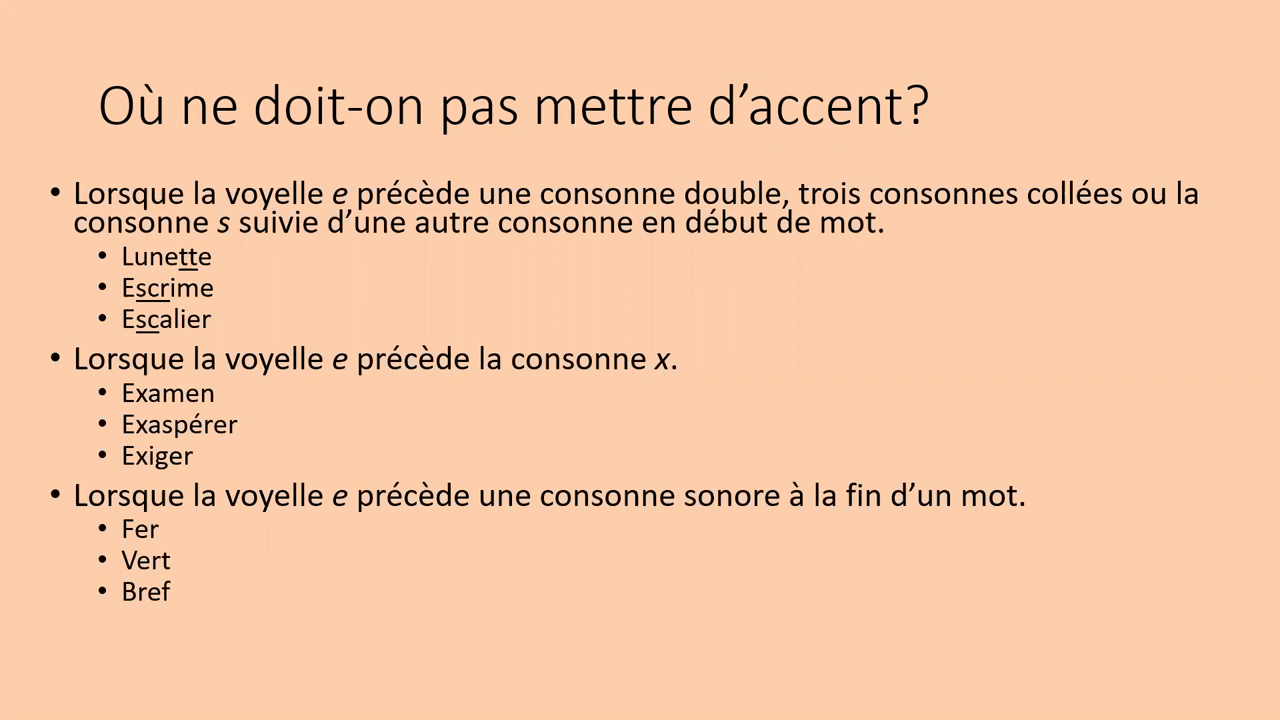 Où ne doit-on pas mettre d’accent?
• Lorsque la voyelle e précède une consonne double, trois consonnes collées ou la
consonne s suivie d’une autre consonne en début de mot.
• Lunette
• Escrime
• Escalier
• Lorsque la voyelle e précède la consonne x.
• Examen
• Exaspérer
• Exiger
• Lorsque la voyelle e précède une consonne sonore à la fin d’un mot.
• Fer
• Vert
• Bref